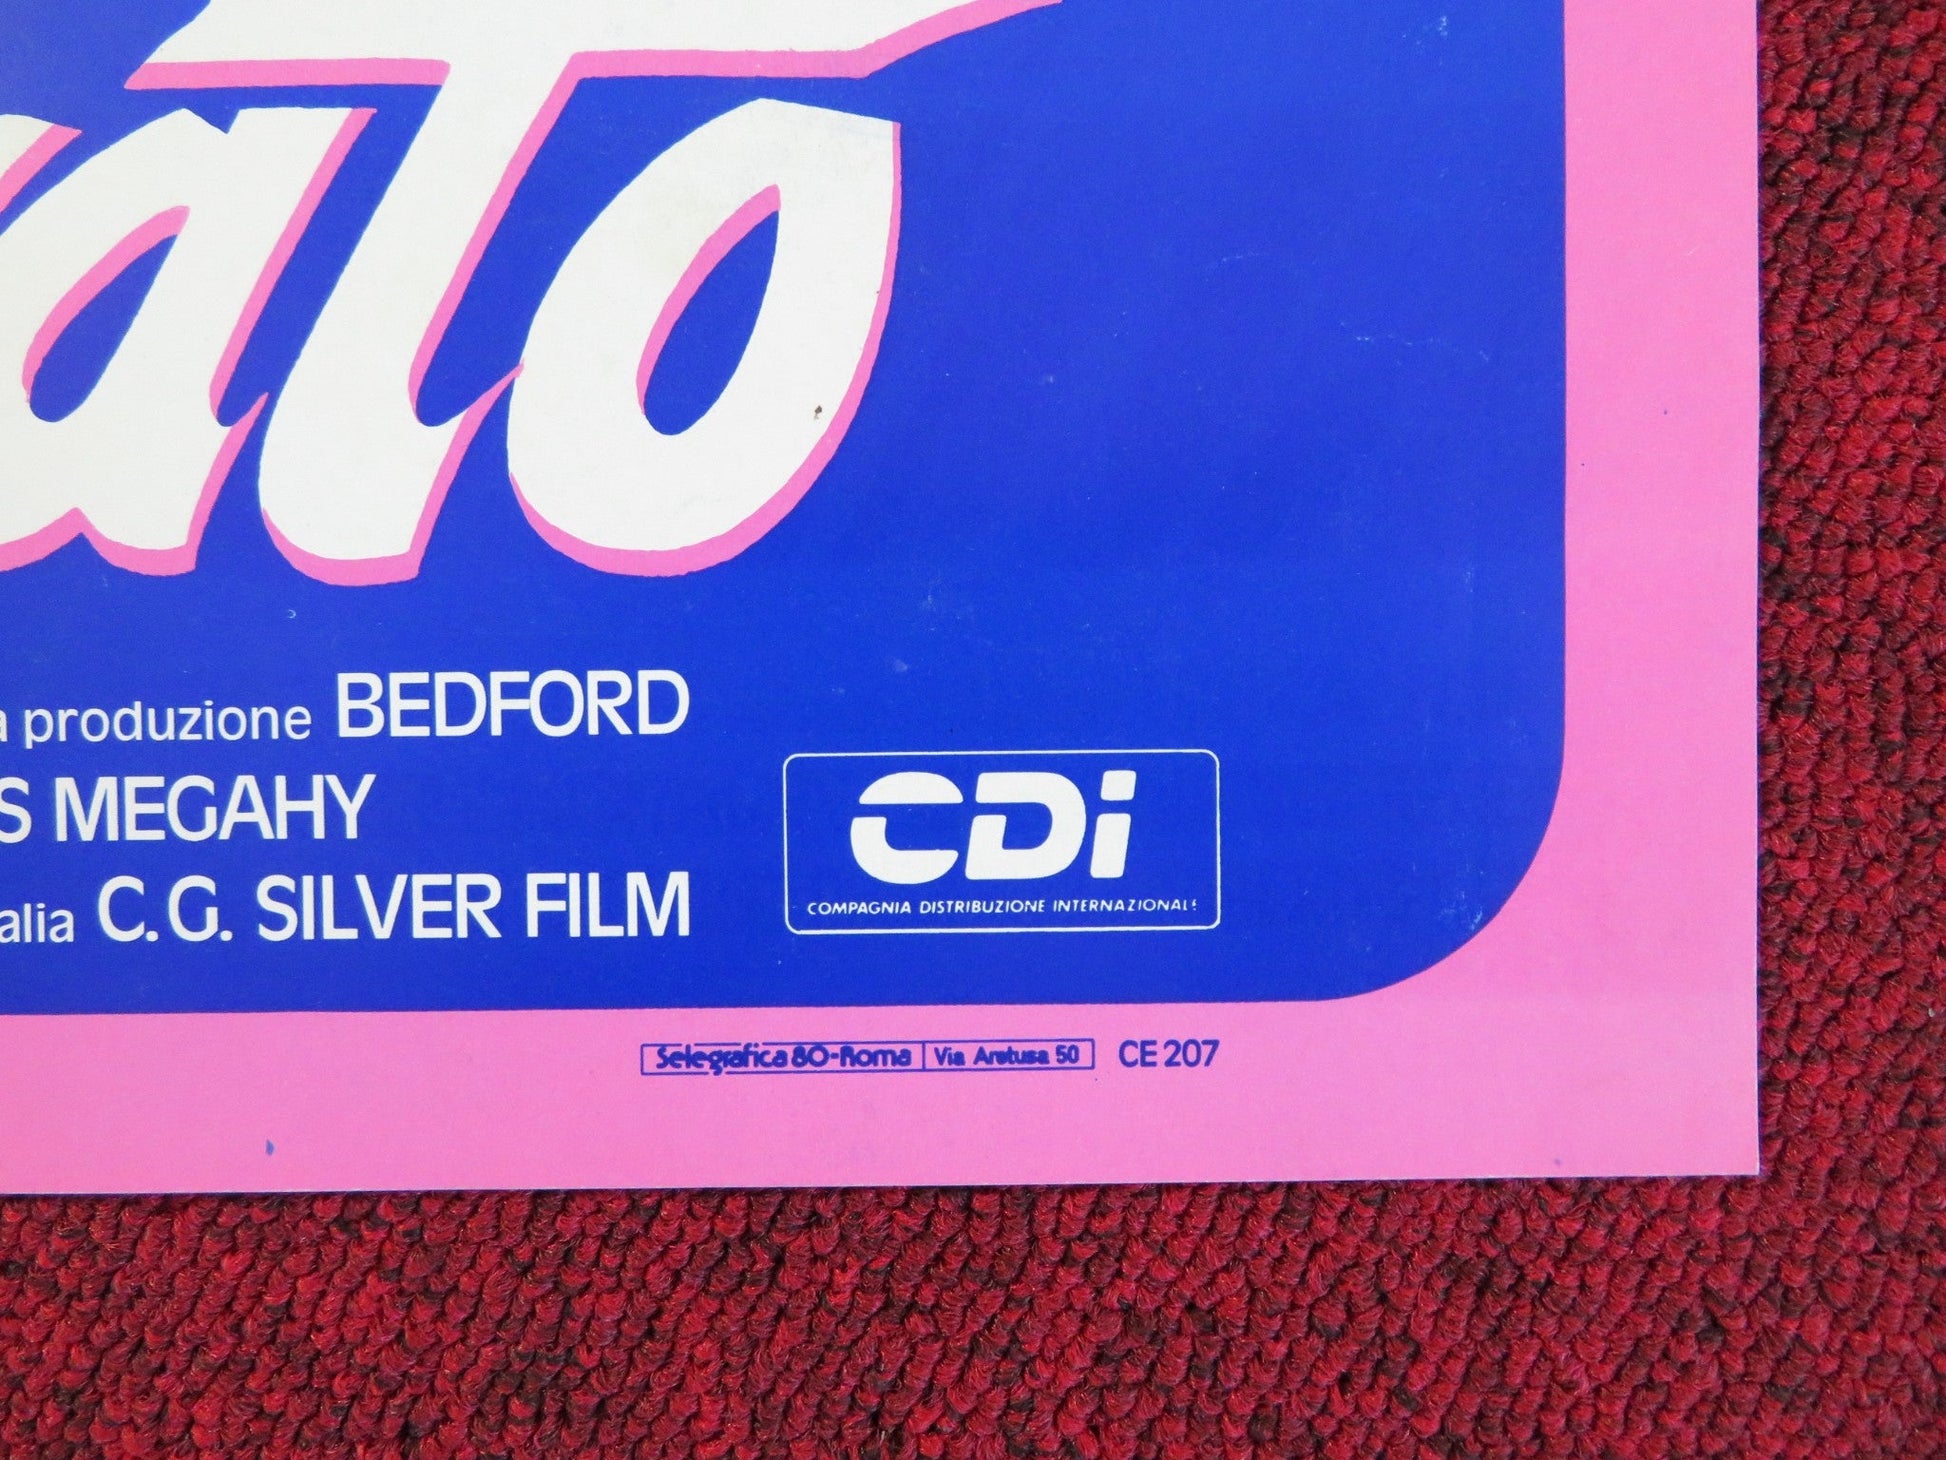 ato
a produzione BEDFORD
S MEGAHY
alia C.G. SILVER FILM
CDi
COMPAGNIA DISTRIBUZIONE INTERNAZIONALE
Selegrafica 80-Roma Via Aretusa 50 CE 207